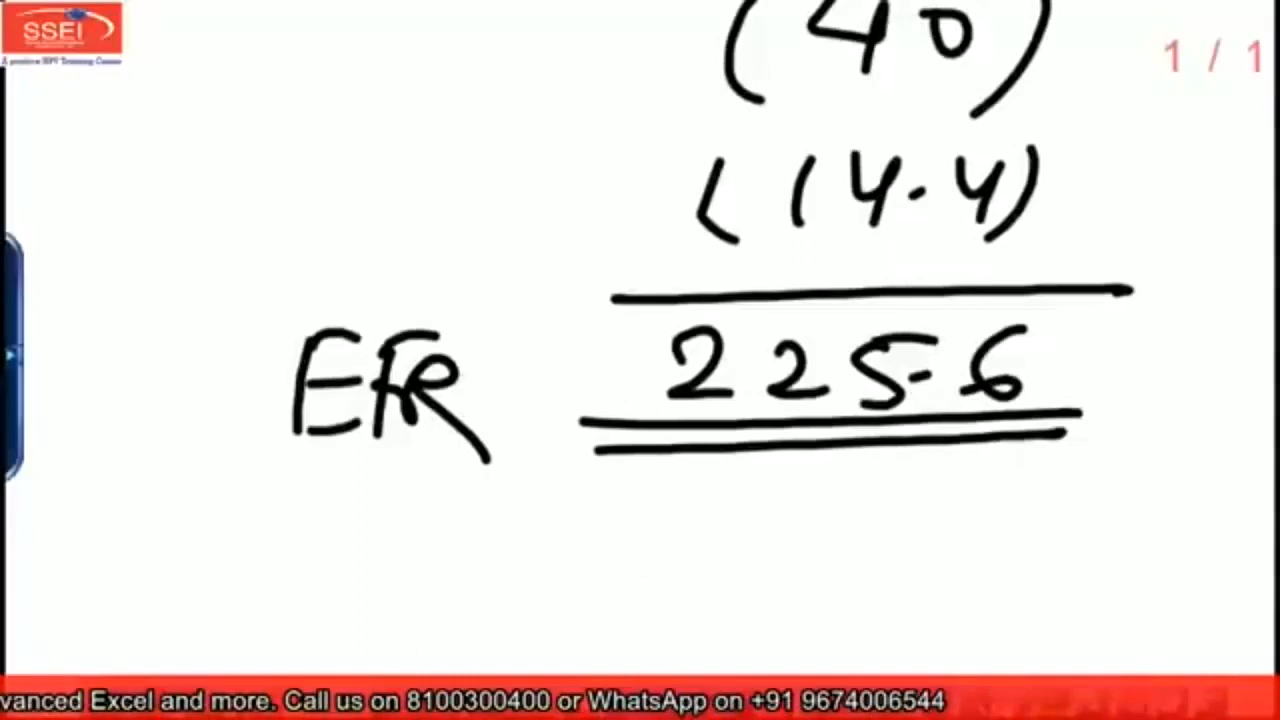 SSEI
1 / 1
(40)
(14.4)
EFR 225.6
vanced Excel and more. Call us on 8100300400 or WhatsApp on +91 9674006544